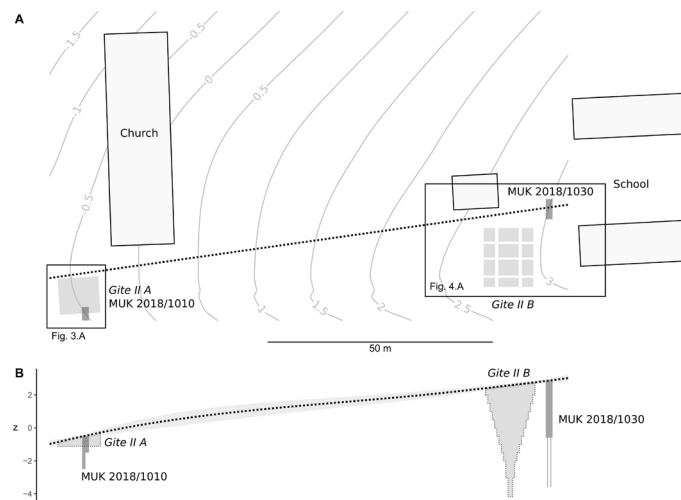 A
-1.5
-1
-0.5
0
0.5
-0.5
Church
MUK 2018/1030
School
Gite II A
MUK 2018/1010
Fig. 3.A
Fig. 4.A
Gite II B
1
1.5
2
2.5
3
50 m
B
Gite II B
2
z
0
-2
-4
Gite II A
MUK 2018/1010
MUK 2018/1030